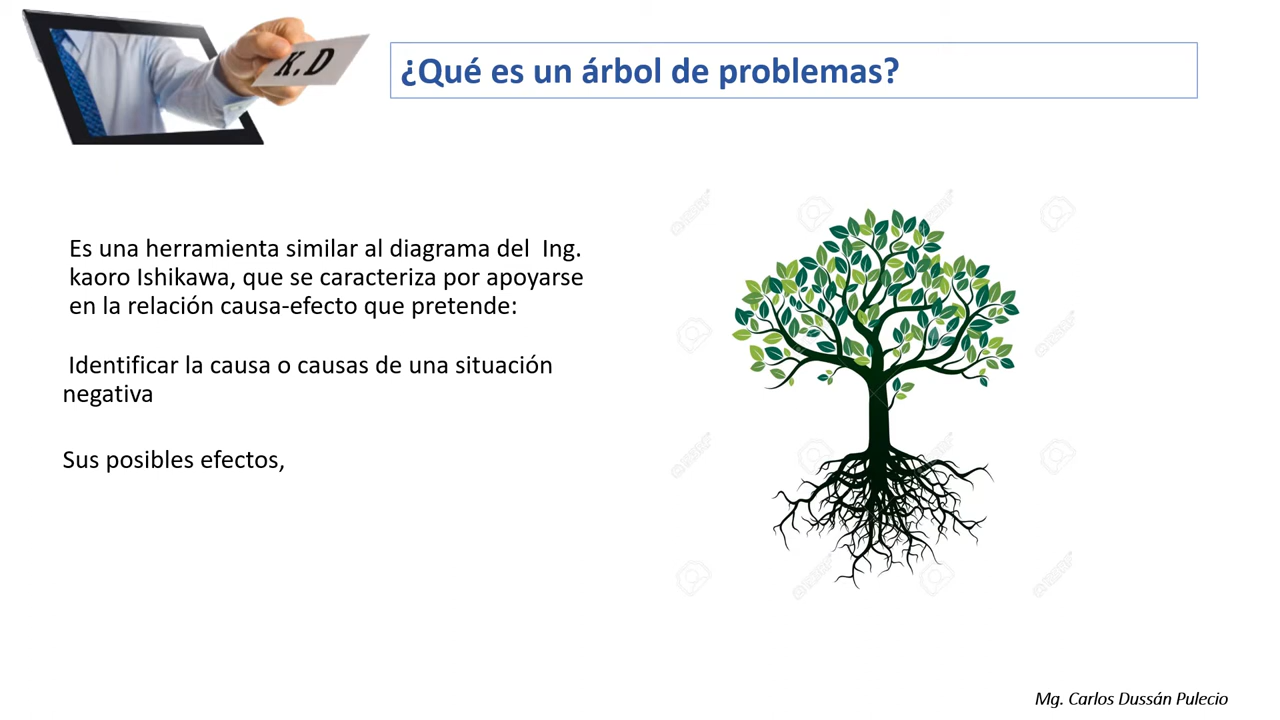 K.D
¿Qué es un árbol de problemas?
Es una herramienta similar al diagrama del Ing.
kaoro Ishikawa, que se caracteriza por apoyarse
en la relación causa-efecto que pretende:
Identificar la causa o causas de una situación
negativa
Sus posibles efectos,
Mg. Carlos Dussán Pulecio